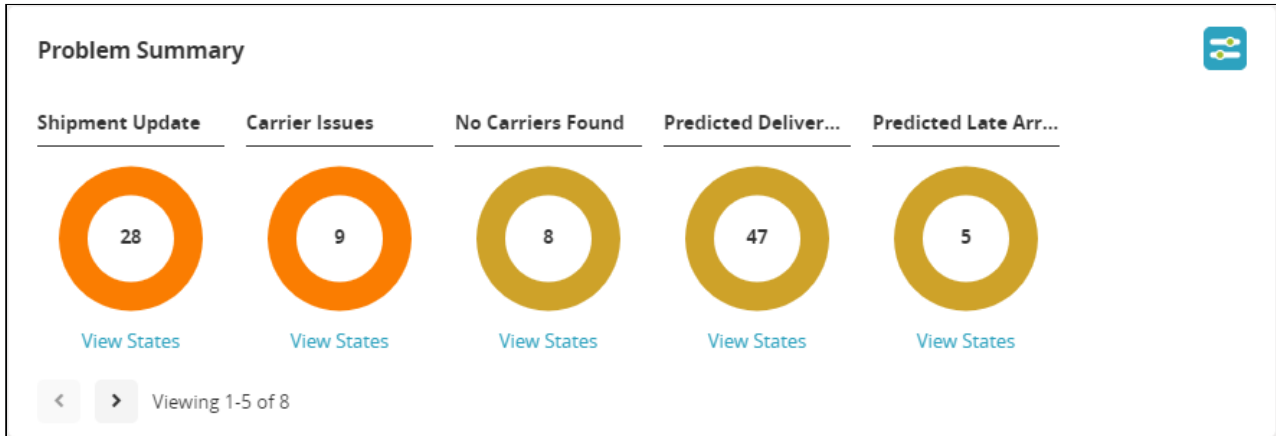 Problem Summary
Shipment Update
Carrier Issues
No Carriers Found
Predicted Deliver...
Predicted Late Arr...
28
9
8
47
5
View States
View States
View States
View States
View States
Viewing 1-5 of 8